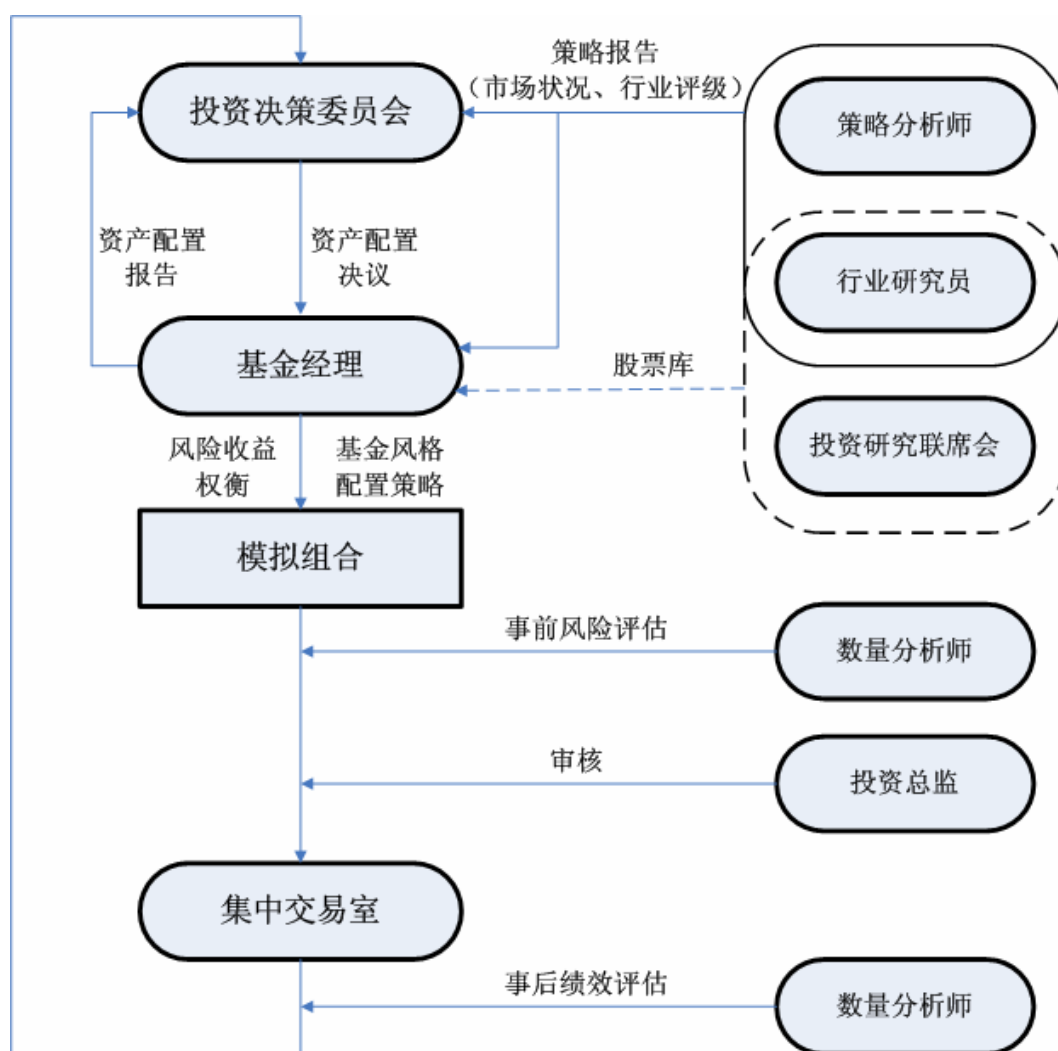 策略报告
（市场状况、行业评级）
投资决策委员会
策略分析师
资产配置
报告
资产配置
决议
行业研究员
基金经理
股票库
投资研究联席会
风险收益
权衡
基金风格
配置策略
模拟组合
事前风险评估
数量分析师
审核
投资总监
集中交易室
事后绩效评估
数量分析师